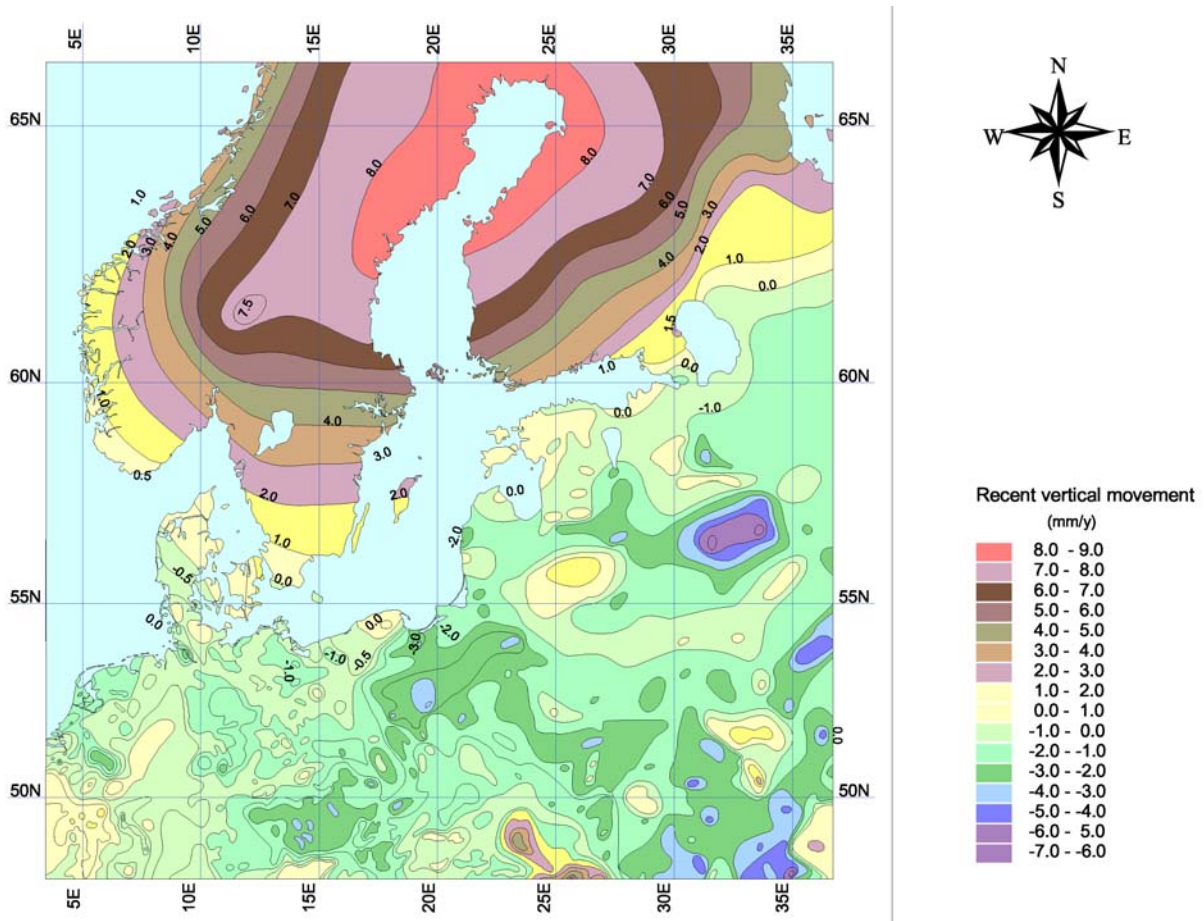 5E 10E 15E 20E 25E 30E 35E
N
W E
S
65N 65N
8.0
8.0
7.0
7.0
6.0
6.0
5.0
3.0
1.0
5.0
2.0 3.0 4.0
4.0
2.0
1.0
0.0
7.5
1.5
1.0
0.0
60N 60N
1.0
4.0
0.0
-1.0
3.0
0.5
2.0
2.0
0.0
1.0
-2.0
-0.5
0.0
55N 55N
0.0
0.0
-1.0
-0.5
-3.0
-2.0
-1.0
0.0
50N 50N
5E 10E 15E 20E 25E 30E 35E
Recent vertical movement
(mm/y)
8.0 - 9.0
7.0 - 8.0
6.0 - 7.0
5.0 - 6.0
4.0 - 5.0
3.0 - 4.0
2.0 - 3.0
1.0 - 2.0
0.0 - 1.0
-1.0 - 0.0
-2.0 - -1.0
-3.0 - -2.0
-4.0 - -3.0
-5.0 - -4.0
-6.0 - 5.0
-7.0 - -6.0